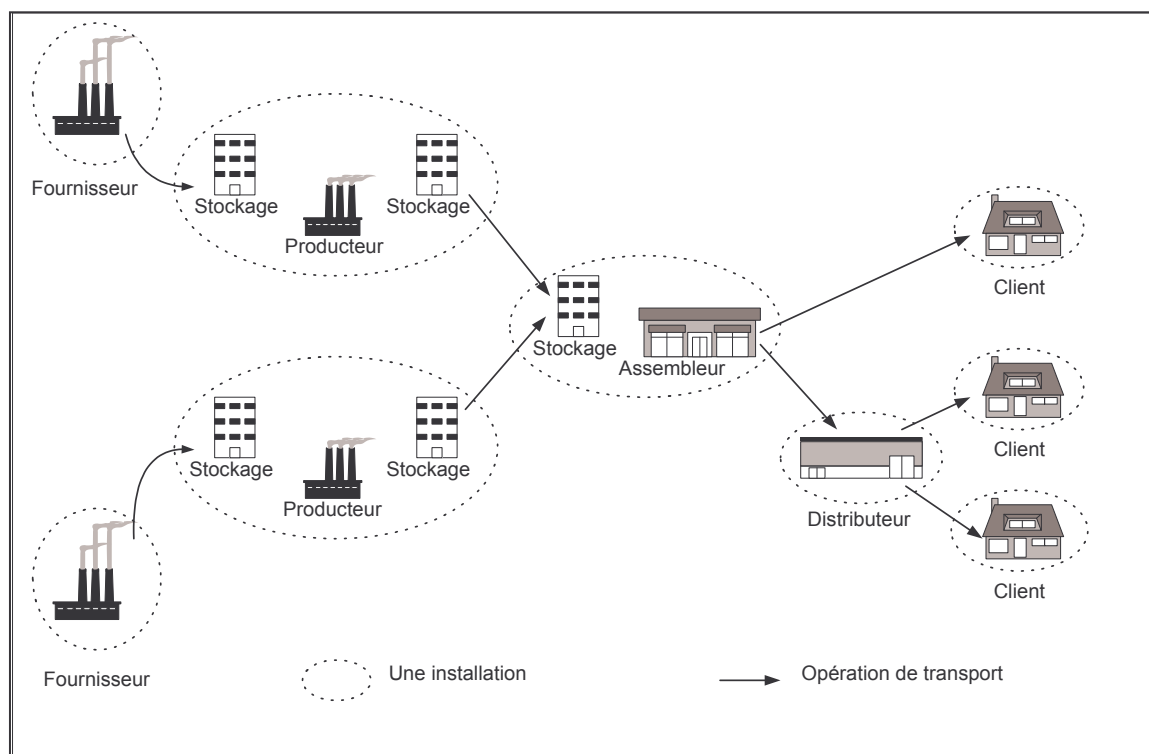 Fournisseur
Stockage
Stockage
Producteur
Client
Stockage
Assembleur
Client
Stockage
Stockage
Producteur
Distributeur
Client
Fournisseur
Une installation
Opération de transport